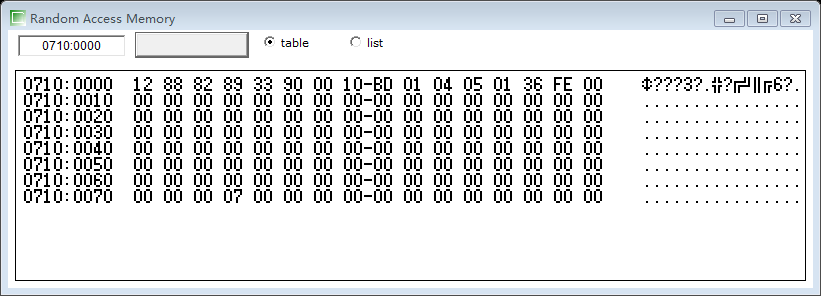 Random Access Memory
0710:0000 table list
0710:0000 12 88 82 89 33 90 00 10-BD 01 04 05 01 36 FE 00 Φ???3?.╬?╔╝║╔6?.
0710:0010 00 00 00 00 00 00 00 00-00 00 00 00 00 00 00 00 ................
0710:0020 00 00 00 00 00 00 00 00-00 00 00 00 00 00 00 00 ................
0710:0030 00 00 00 00 00 00 00 00-00 00 00 00 00 00 00 00 ................
0710:0040 00 00 00 00 00 00 00 00-00 00 00 00 00 00 00 00 ................
0710:0050 00 00 00 00 00 00 00 00-00 00 00 00 00 00 00 00 ................
0710:0060 00 00 00 00 00 00 00 00-00 00 00 00 00 00 00 00 ................
0710:0070 00 00 00 07 00 00 00 00-00 00 00 00 00 00 00 00 ................